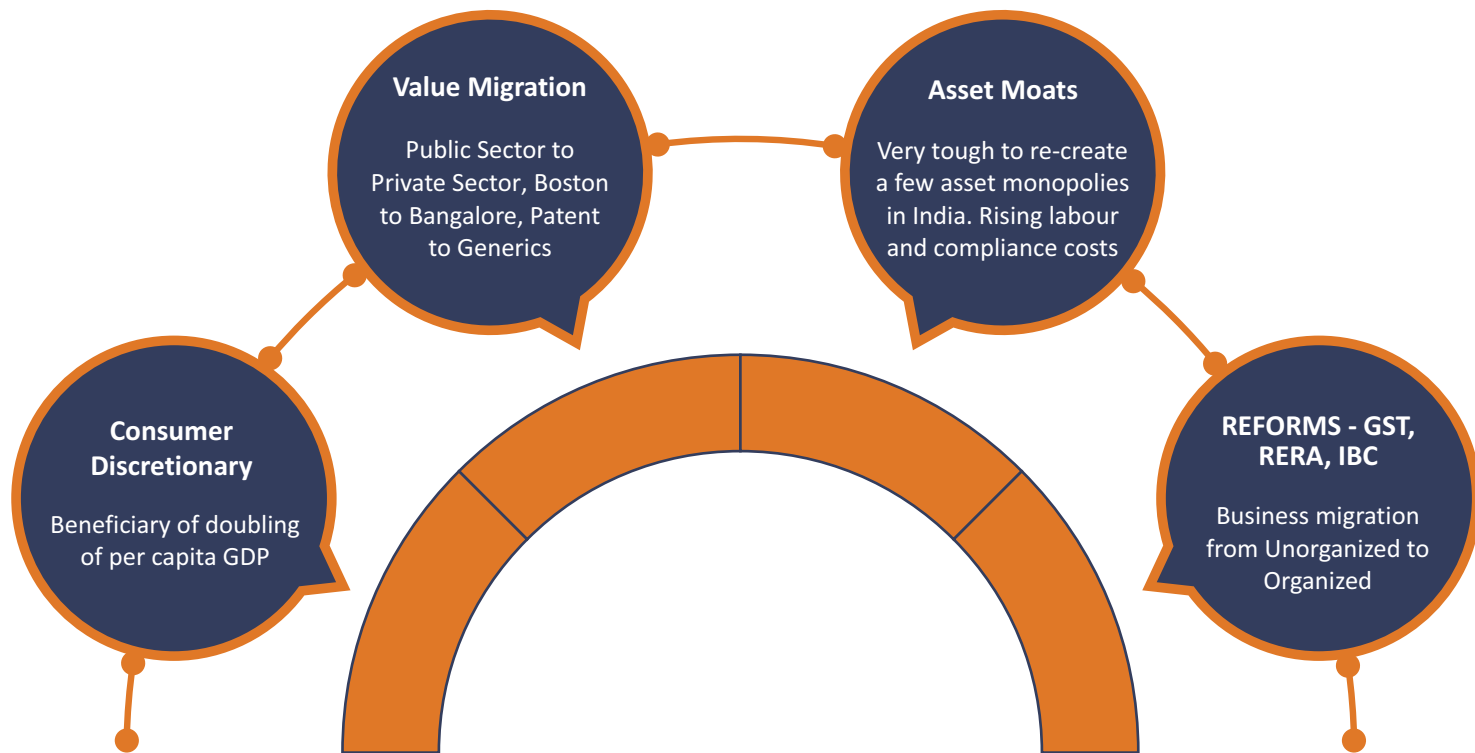 Value Migration
Public Sector to
Private Sector, Boston
to Bangalore, Patent
to Generics
Asset Moats
Very tough to re-create
a few asset monopolies
in India. Rising labour
and compliance costs
Consumer
Discretionary
Beneficiary of doubling
of per capita GDP
REFORMS - GST,
RERA, IBC
Business migration
from Unorganized to
Organized